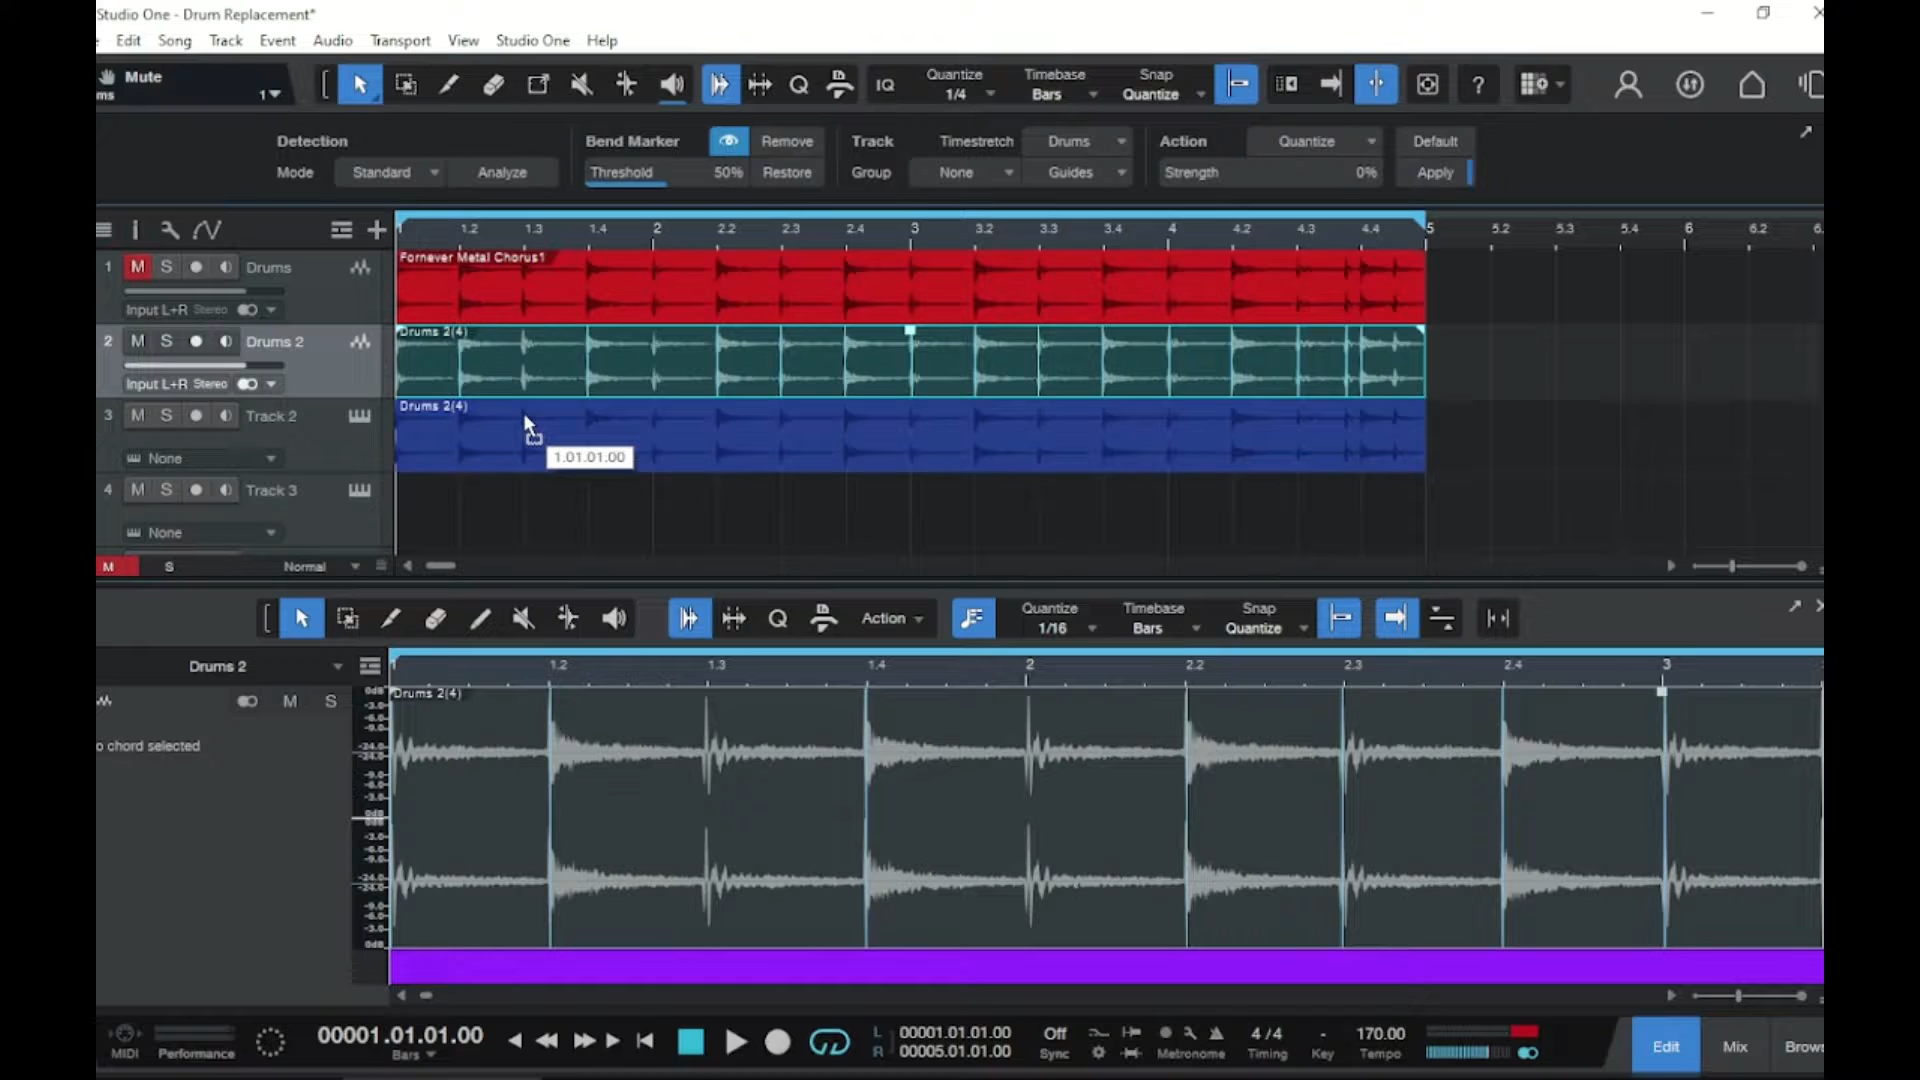 Studio One - Drum Replacement*
Edit Song Track Event Audio Transport View Studio One Help
Mute
ms 1
IQ Quantize 1/4 Timebase Bars Snap Quantize ?
Detection Bend Marker Remove Track Timestretch Drums Action Quantize Default
Mode Standard Analyze Threshold 50% Restore Group None Guides Strength 0% Apply
1.2 1.3 1.4 2 2.2 2.3 2.4 3 3.2 3.3 3.4 4 4.2 4.3 4.4 5 5.2 5.3 5.4 6 6.2 6.
1 M S Drums
Input L+R Stereo
Fornever Metal Chorus1
2 M S Drums 2
Input L+R Stereo
Drums 2(4)
3 M S Track 2
None
Drums 2(4)
1.01.01.00
4 M S Track 3
None
M S Normal
Q Action Quantize 1/16 Timebase Bars Snap Quantize
Drums 2
1.2 1.3 1.4 2 2.2 2.3 2.4 3
M S
o chord selected
Drums 2(4)
0dB
-3.0
-6.0
-9.0
-24.0
-24.0
-9.0
-6.0
-3.0
0dB
0dB
-3.0
-6.0
-9.0
-24.0
-24.0
-9.0
-6.0
-3.0
0dB
MIDI Performance
00001.01.01.00
Bars
L 00001.01.01.00
R 00005.01.01.00
Off
Sync
Metronome
4 / 4
Timing
-
Key
170.00
Tempo
Edit Mix Brow